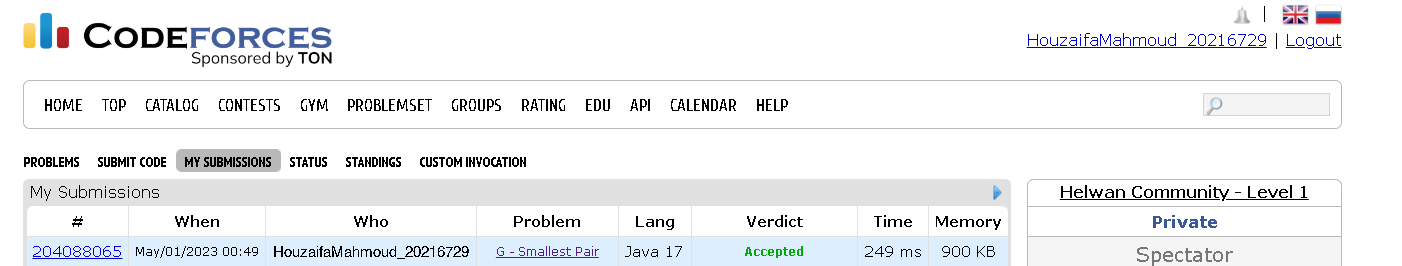 CODEFORCES
Sponsored by TON
|
HouzaifaMahmoud_20216729 | Logout
HOME TOP CATALOG CONTESTS GYM PROBLEMSET GROUPS RATING EDU API CALENDAR HELP
PROBLEMS SUBMIT CODE MY SUBMISSIONS STATUS STANDINGS CUSTOM INVOCATION
My Submissions
# When Who Problem Lang Verdict Time Memory
204088065 May/01/2023 00:49 HouzaifaMahmoud_20216729 G - Smallest Pair Java 17 Accepted 249 ms 900 KB
Helwan Community - Level 1
Private
Spectator